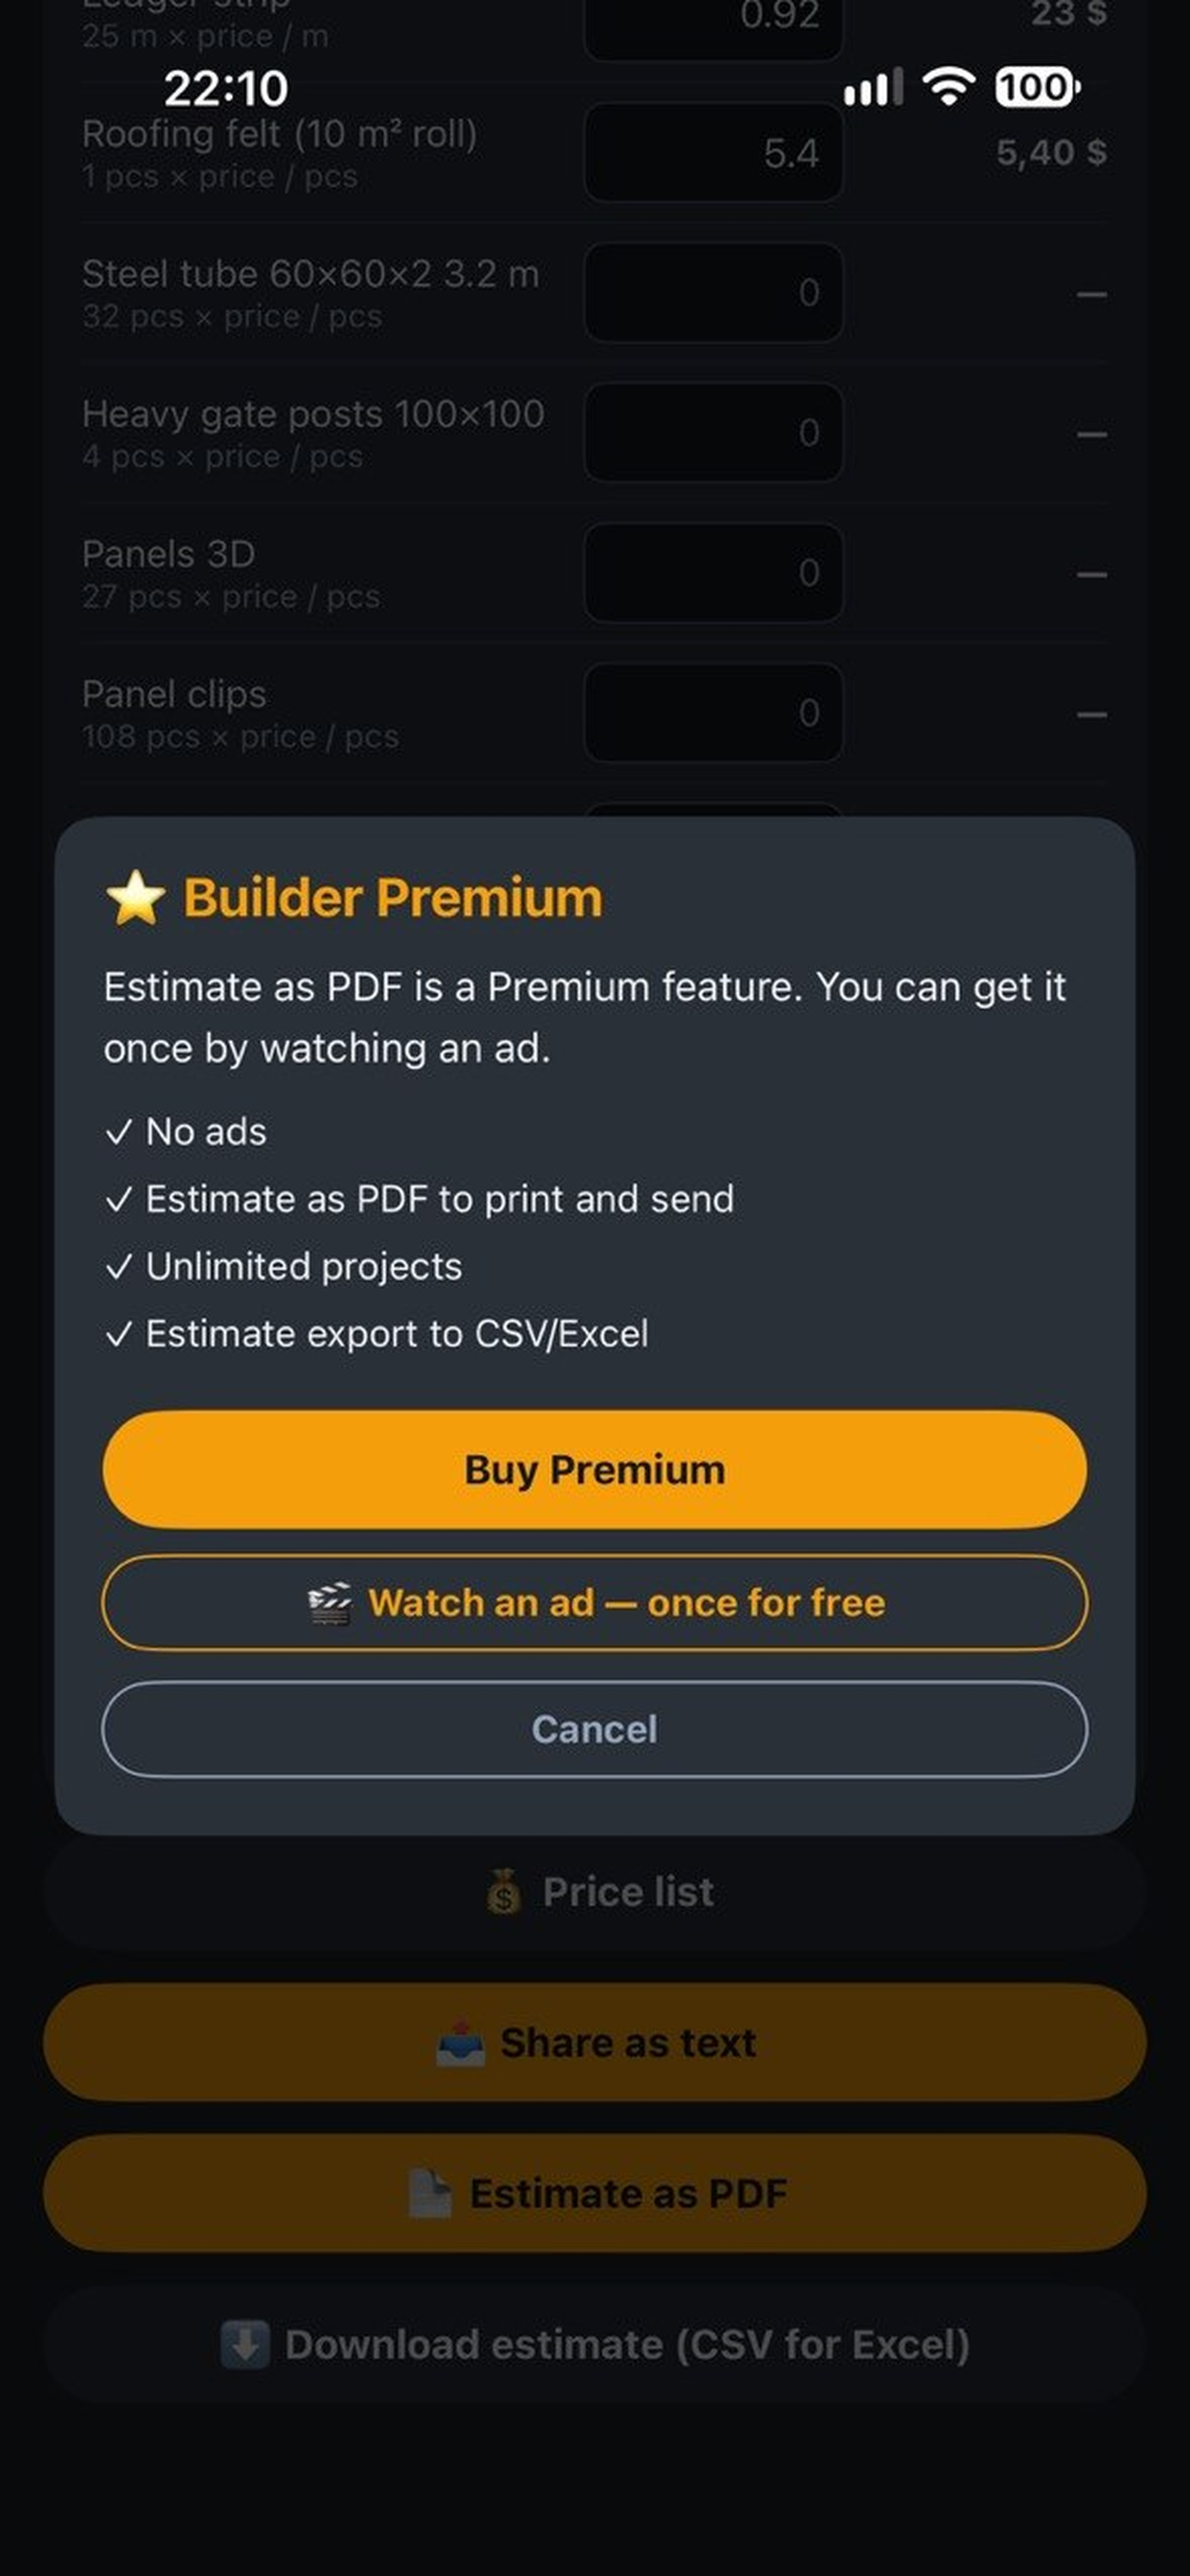 Ledger strip
0.92
23 $
25 m × price / m
22:10
100
Roofing felt (10 m² roll)
5.4
5,40 $
1 pcs × price / pcs
Steel tube 60×60×2 3.2 m
0
—
32 pcs × price / pcs
Heavy gate posts 100×100
0
—
4 pcs × price / pcs
Panels 3D
0
—
27 pcs × price / pcs
Panel clips
0
—
108 pcs × price / pcs
⭐ Builder Premium
Estimate as PDF is a Premium feature. You can get it
once by watching an ad.
✓ No ads
✓ Estimate as PDF to print and send
✓ Unlimited projects
✓ Estimate export to CSV/Excel
Buy Premium
🎬 Watch an ad — once for free
Cancel
💰 Price list
📤 Share as text
📄 Estimate as PDF
⬇️ Download estimate (CSV for Excel)